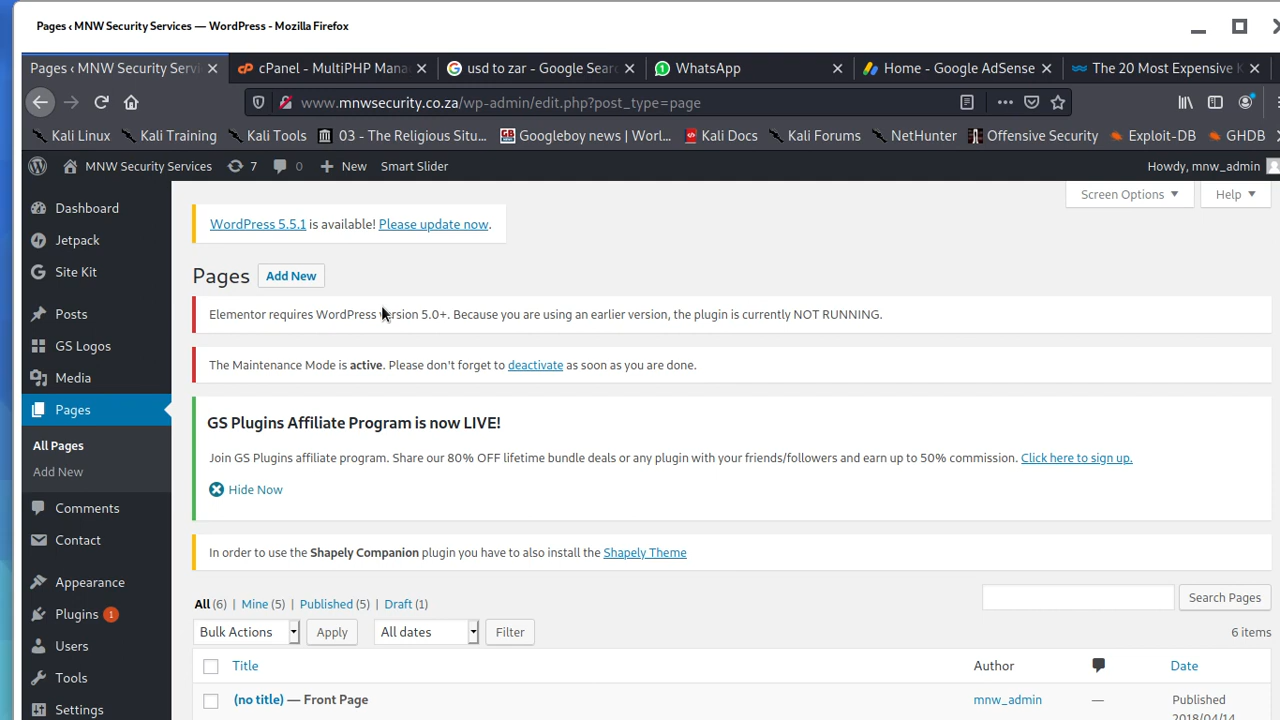 Pages ‹ MNW Security Services — WordPress - Mozilla Firefox
Pages ‹ MNW Security Servi
cPanel - MultiPHP Mana
usd to zar - Google Searc
WhatsApp
Home - Google AdSense
The 20 Most Expensive K
www.mnwsecurity.co.za/wp-admin/edit.php?post_type=page
Kali Linux
Kali Training
Kali Tools
03 - The Religious Situ...
Googleboy news | Worl...
Kali Docs
Kali Forums
NetHunter
Offensive Security
Exploit-DB
GHDB
MNW Security Services
7
0
New
Smart Slider
Howdy, mnw_admin
Dashboard
Jetpack
Site Kit
Posts
GS Logos
Media
Pages
All Pages
Add New
Comments
Contact
Appearance
Plugins 1
Users
Tools
Settings
Screen Options
Help
WordPress 5.5.1 is available! Please update now.
Pages
Add New
Elementor requires WordPress version 5.0+. Because you are using an earlier version, the plugin is currently NOT RUNNING.
The Maintenance Mode is active. Please don't forget to deactivate as soon as you are done.
GS Plugins Affiliate Program is now LIVE!
Join GS Plugins affiliate program. Share our 80% OFF lifetime bundle deals or any plugin with your friends/followers and earn up to 50% commission. Click here to sign up.
Hide Now
In order to use the Shapely Companion plugin you have to also install the Shapely Theme
All (6) | Mine (5) | Published (5) | Draft (1)
Search Pages
Bulk Actions
Apply
All dates
Filter
6 items
Title
Author
Date
(no title) — Front Page
mnw_admin
—
Published
2018/04/14